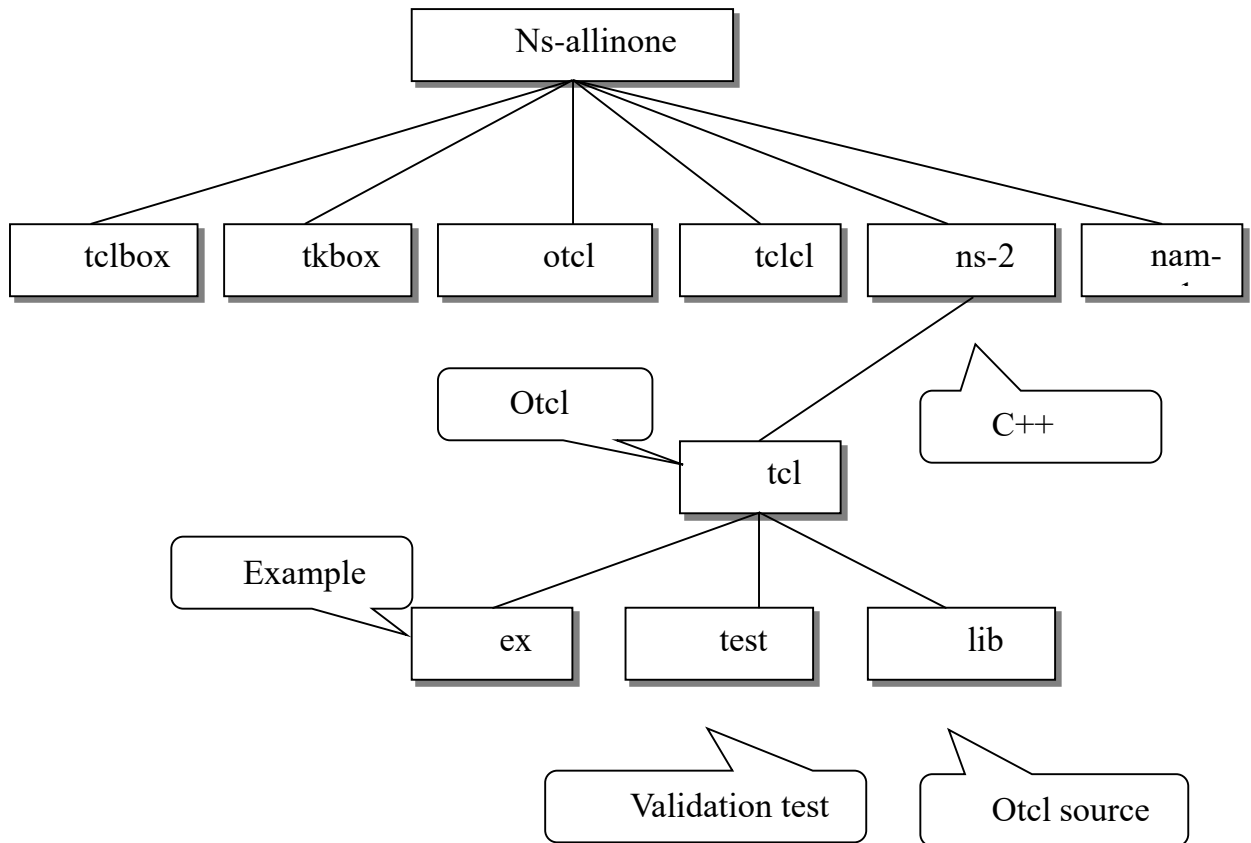 Ns-allinone
tclbox
tkbox
otcl
tclcl
ns-2
nam-
Otcl
C++
tcl
Example
ex
test
lib
Validation test
Otcl source